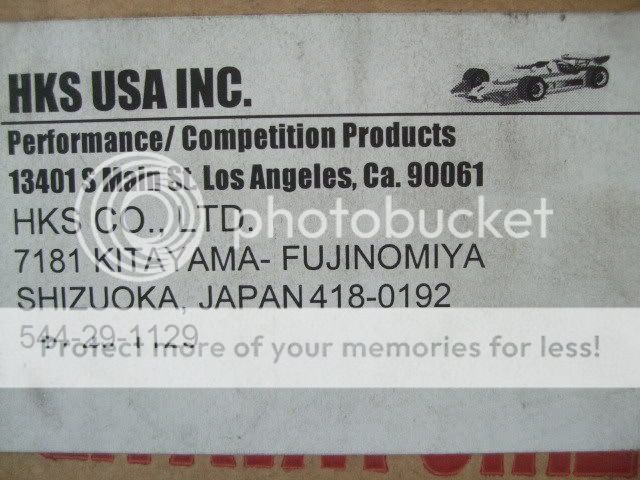 HKS USA INC.
Performance/ Competition Products
13401 S Main St. Los Angeles, Ca. 90061
HKS CO., LTD.
7181 KITAYAMA- FUJINOMIYA
SHIZUOKA, JAPAN 418-0192
544-29-1129
photobucket
Protect more of your memories for less!